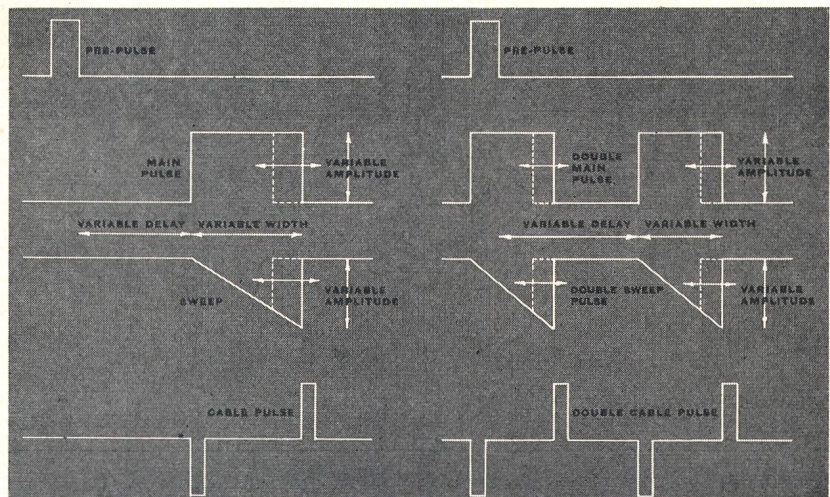 PRE-PULSE
MAIN
PULSE
VARIABLE
AMPLITUDE
VARIABLE DELAY
VARIABLE WIDTH
SWEEP
VARIABLE
AMPLITUDE
CABLE PULSE
PRE-PULSE
DOUBLE
MAIN
PULSE
VARIABLE
AMPLITUDE
VARIABLE DELAY
VARIABLE WIDTH
DOUBLE SWEEP
PULSE
VARIABLE
AMPLITUDE
DOUBLE CABLE PULSE